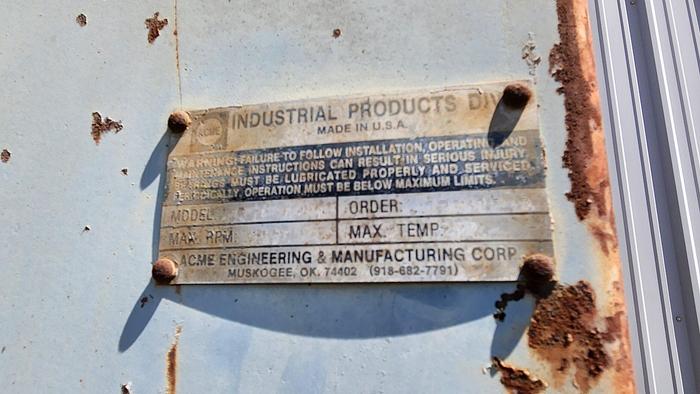 ACME
INDUSTRIAL PRODUCTS DIV
MADE IN U.S.A.
WARNING: FAILURE TO FOLLOW INSTALLATION, OPERATING AND
MAINTENANCE INSTRUCTIONS CAN RESULT IN SERIOUS INJURY
BEARINGS MUST BE LUBRICATED PROPERLY AND SERVICED
PERIODICALLY, OPERATION MUST BE BELOW MAXIMUM LIMITS.
MODEL: ORDER:
MAX. RPM: MAX. TEMP:
ACME ENGINEERING & MANUFACTURING CORP.
MUSKOGEE, OK. 74402 (918-682-7791)